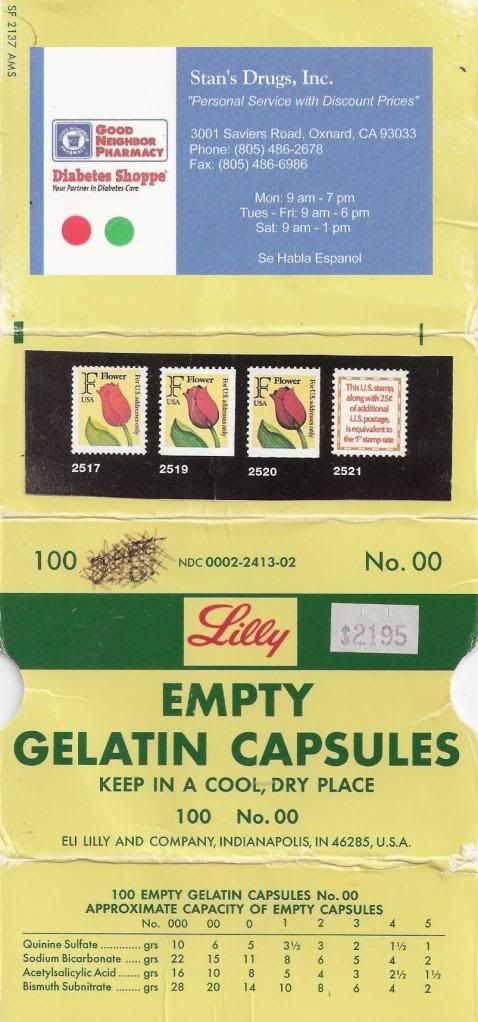 SF 2137 AMS
Stan's Drugs, Inc.
"Personal Service with Discount Prices"
GOOD
NEIGHBOR
PHARMACY
Diabetes Shoppe
Your Partner in Diabetes Care
3001 Saviers Road, Oxnard, CA 93033
Phone: (805) 486-2678
Fax: (805) 486-6986
Mon: 9 am - 7 pm
Tues - Fri: 9 am - 6 pm
Sat: 9 am - 1 pm
Se Habla Espanol
F Flower
USA
For U.S. addresses only
2517
F Flower
USA
For U.S. addresses only
2519
F Flower
USA
For U.S. addresses only
2520
This U.S. stamp,
along with 25¢
of additional
U.S. postage,
is equivalent to
the 'F' stamp rate
2521
100 NDC 0002-2413-02 No. 00
Lilly
$2195
EMPTY
GELATIN CAPSULES
KEEP IN A COOL, DRY PLACE
100 No. 00
ELI LILLY AND COMPANY, INDIANAPOLIS, IN 46285, U.S.A.
100 EMPTY GELATIN CAPSULES No. 00
APPROXIMATE CAPACITY OF EMPTY CAPSULES
No. 000 00 0 1 2 3 4 5
Quinine Sulfate ............. grs 10 6 5 3½ 3 2 1½ 1
Sodium Bicarbonate ..... grs 22 15 11 8 6 5 4 2
Acetylsalicylic Acid ...... grs 16 10 8 5 4 3 2½ 1½
Bismuth Subnitrate ........ grs 28 20 14 10 8 6 4 2